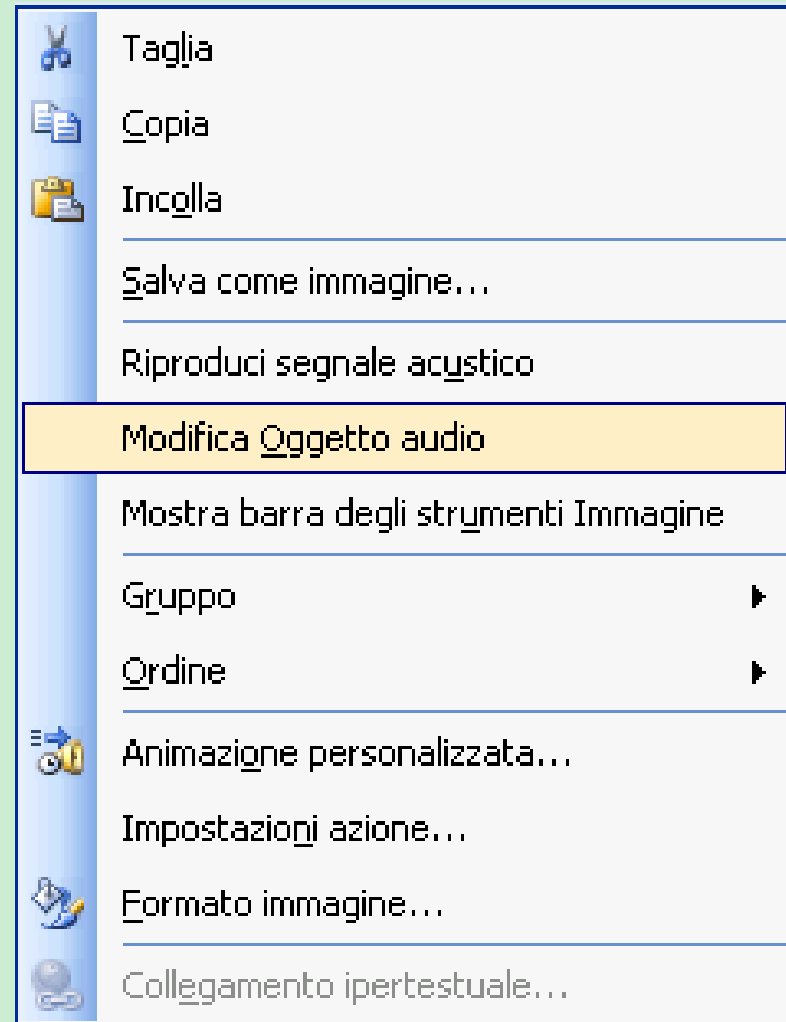 Taglia
Copia
Incolla
Salva come immagine...
Riproduci segnale acustico
Modifica Oggetto audio
Mostra barra degli strumenti Immagine
Gruppo
Ordine
Animazione personalizzata...
Impostazioni azione...
Formato immagine...
Collegamento ipertestuale...